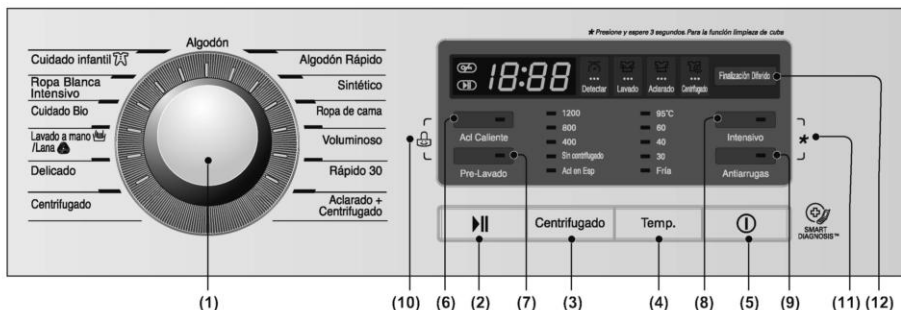 * Presione y espere 3 segundos. Para la función limpieza de cuba
Algodón
Cuidado infantil
Ropa Blanca
Intensivo
Cuidado Bio
Lavado a mano
/Lana
Delicado
Centrifugado
Algodón Rápido
Sintético
Ropa de cama
Voluminoso
Rápido 30
Aclarado +
Centrifugado
18:88
Detectar
Lavado
Aclarado
Centrifugado
Finalización Diferido
Acl Caliente
Pre-Lavado
1200
800
400
Sin centrifugado
Acl en Esp
95°C
60
40
30
Fría
Intensivo
Antiarrugas
*
Centrifugado
Temp.
SMART
DIAGNOSIS™
(1)
(10)
(6)
(2)
(7)
(3)
(4)
(8)
(5)
(9)
(11)
(12)